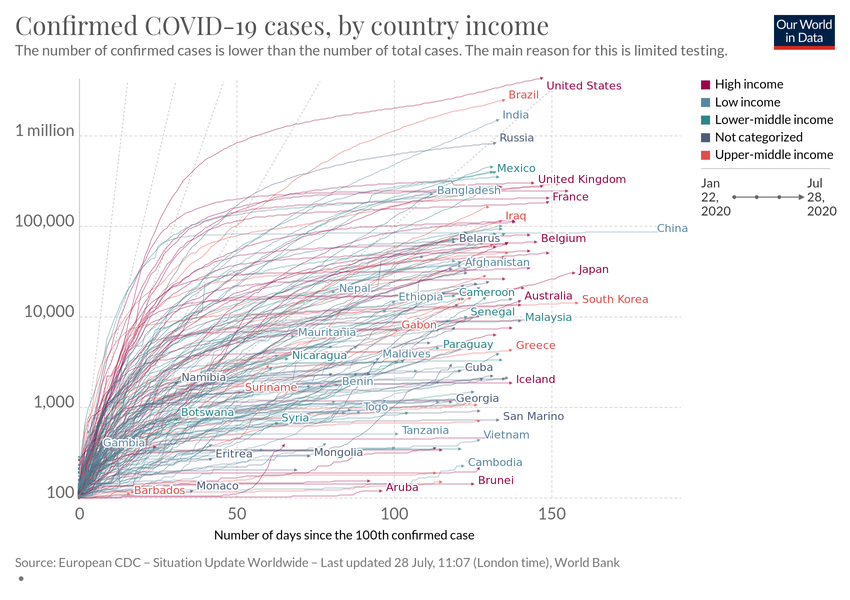 Confirmed COVID-19 cases, by country income
The number of confirmed cases is lower than the number of total cases. The main reason for this is limited testing.
Our World
in Data
High income
Low income
Lower-middle income
Not categorized
Upper-middle income
Jan
22,
2020
Jul
28,
2020
1 million
100,000
10,000
1,000
100
United States
Brazil
India
Russia
Mexico
United Kingdom
Bangladesh
France
Iraq
China
Belarus
Belgium
Afghanistan
Japan
Nepal
Ethiopia
Cameroon
Australia
South Korea
Senegal
Malaysia
Gabon
Mauritania
Paraguay
Greece
Nicaragua
Maldives
Cuba
Namibia
Suriname
Benin
Iceland
Georgia
Togo
Botswana
Syria
San Marino
Tanzania
Vietnam
Gambia
Eritrea
Mongolia
Cambodia
Brunei
Barbados
Monaco
Aruba
0
50
100
150
Number of days since the 100th confirmed case
Source: European CDC – Situation Update Worldwide – Last updated 28 July, 11:07 (London time), World Bank